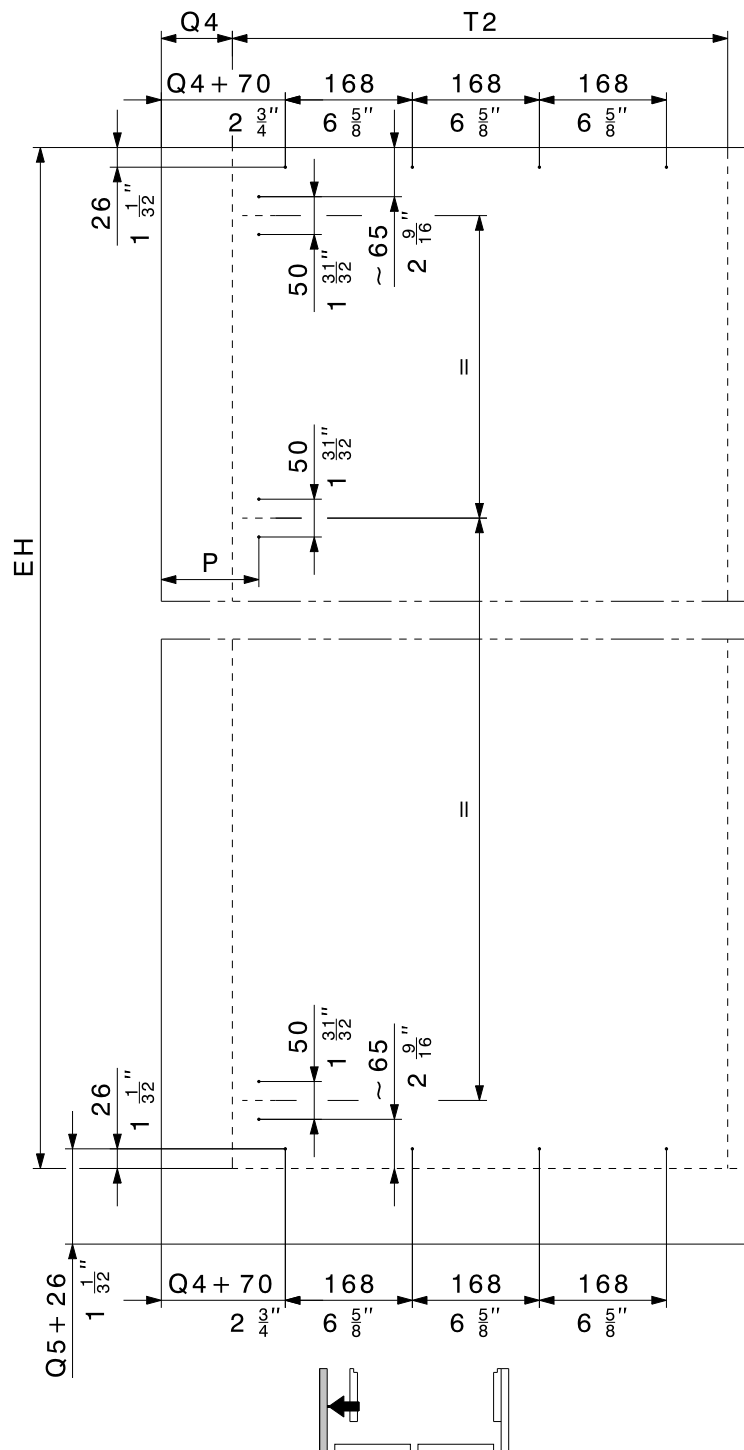 Q4 T2
Q4 + 70 168 168 168
2 3/4" 6 5/8" 6 5/8" 6 5/8"
26
1 1/32"
50
1 31/32"
~ 65
2 9/16"
=
50
1 31/32"
P
EH
=
50
1 31/32"
~ 65
2 9/16"
26
1 1/32"
Q5 + 26
1 1/32"
Q4 + 70 168 168 168
2 3/4" 6 5/8" 6 5/8" 6 5/8"